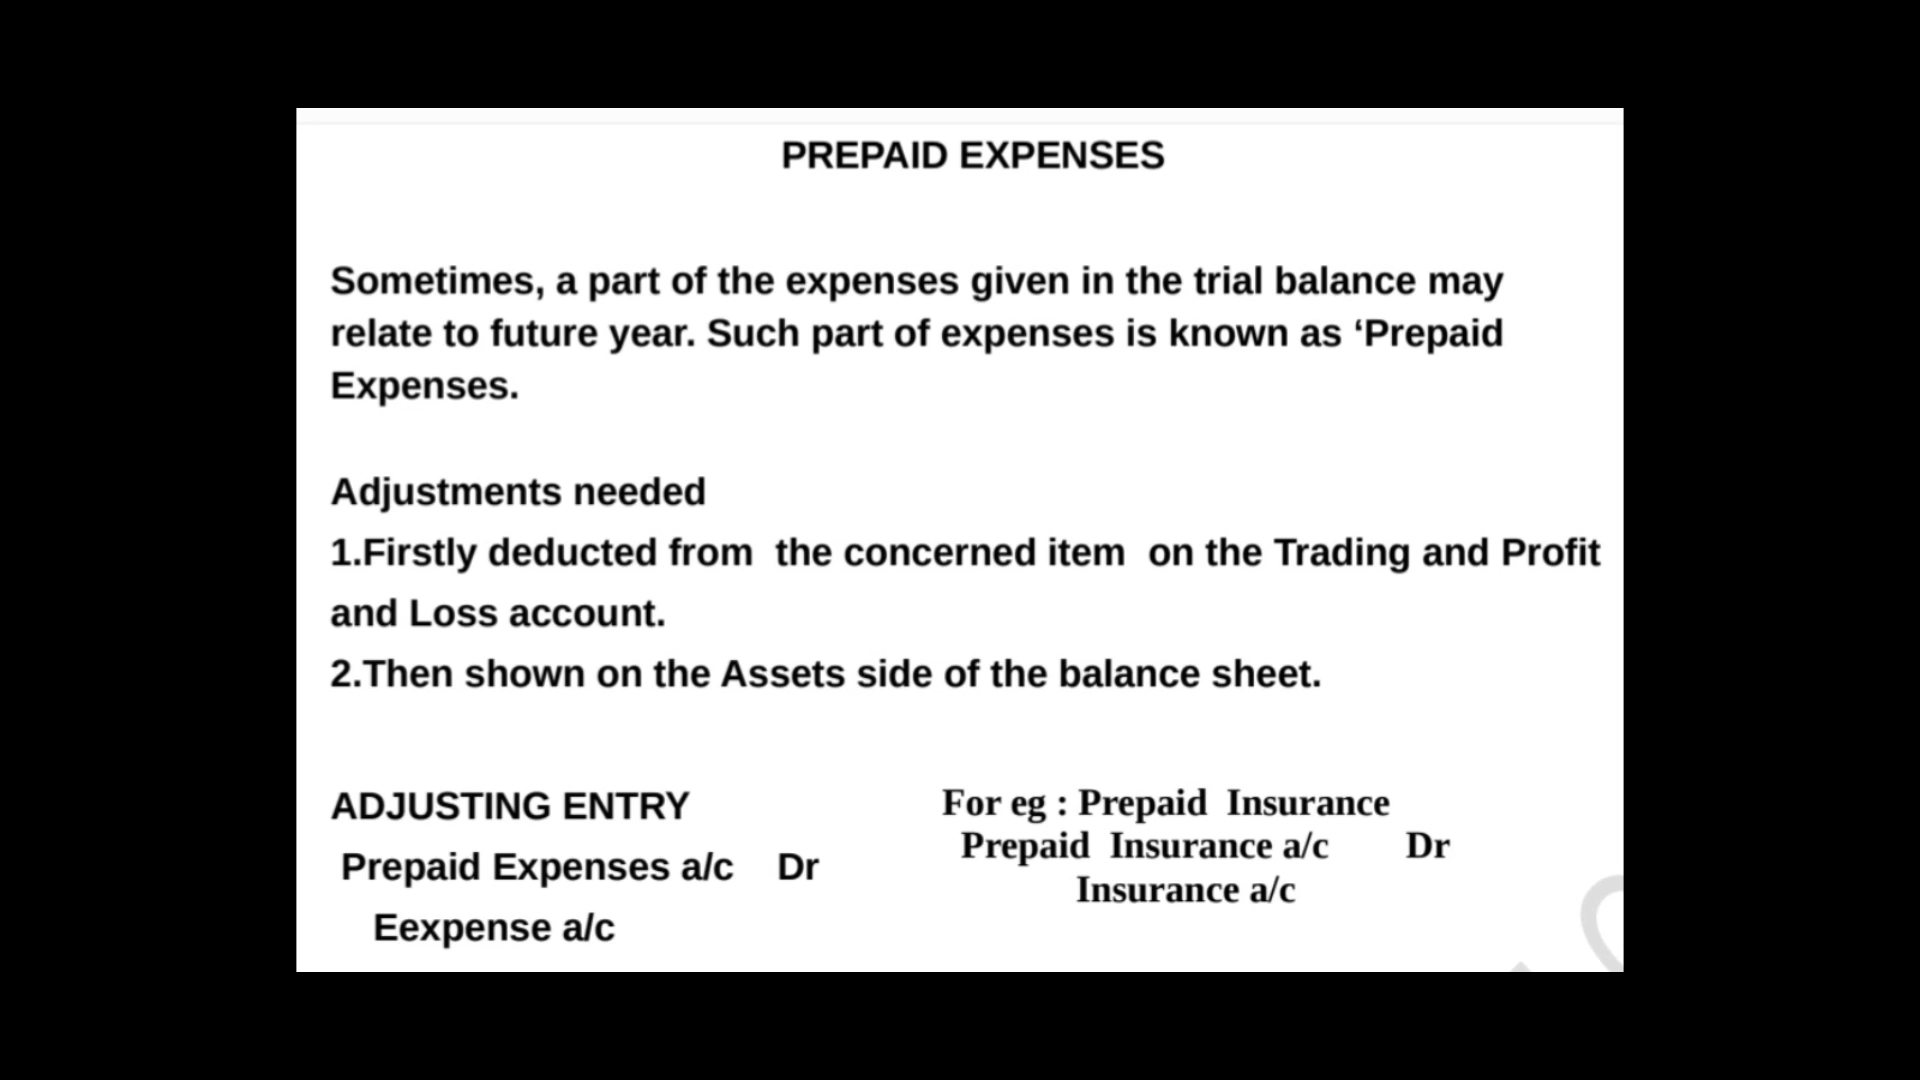 PREPAID EXPENSES
Sometimes, a part of the expenses given in the trial balance may
relate to future year. Such part of expenses is known as ‘Prepaid
Expenses.
Adjustments needed
1.Firstly deducted from  the concerned item  on the Trading and Profit
and Loss account.
2.Then shown on the Assets side of the balance sheet.
ADJUSTING ENTRY
Prepaid Expenses a/c    Dr
Eexpense a/c
For eg : Prepaid  Insurance
Prepaid  Insurance a/c        Dr
Insurance a/c